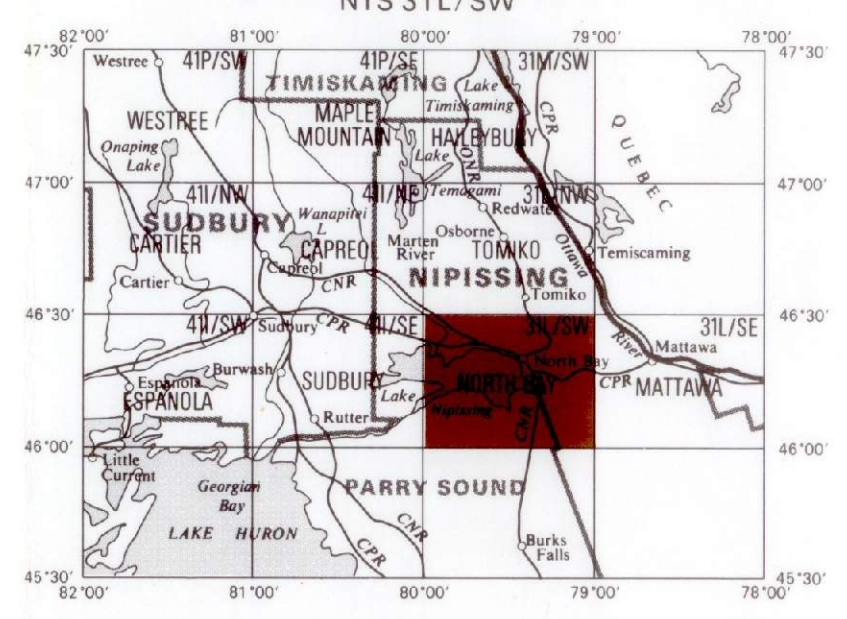 NTS 31L/SW
82°00' 81°00' 80°00' 79°00' 78°00'
47°30' 47°30'
Westree 41P/SW 41P/SE 31M/SW
TIMISKAMING Lake
Timiskaming
CPR
WESTREE MAPLE
MOUNTAIN HAILEYBURY
QUEBEC
Onaping
Lake
Lake
Temagami
ONR
47°00' 47°00'
41I/NW 41I/NE 31L/NW
Redwater
SUDBURY Wanapitei
L
CARTIER CAPREOL Marten
River
Osborne TOMIKO
Ottawa
River
Temiscaming
Cartier Capreol CNR NIPISSING
Tomiko
46°30' 46°30'
41I/SW Sudbury CPR 41I/SE 31L/SW 31L/SE
North Bay Mattawa
Burwash
Espanola SUDBURY NORTH BAY CPR MATTAWA
ESPANOLA Lake
Nipissing
Rutter CNR
46°00' 46°00'
Little
Current
Georgian
Bay
PARRY SOUND
LAKE HURON
CNR
CPR
Burks
Falls
45°30' 45°30'
82°00' 81°00' 80°00' 79°00' 78°00'